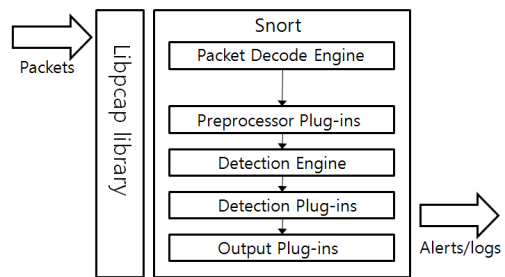 Packets
Libpcap library
Snort
Packet Decode Engine
Preprocessor Plug-ins
Detection Engine
Detection Plug-ins
Output Plug-ins
Alerts/logs